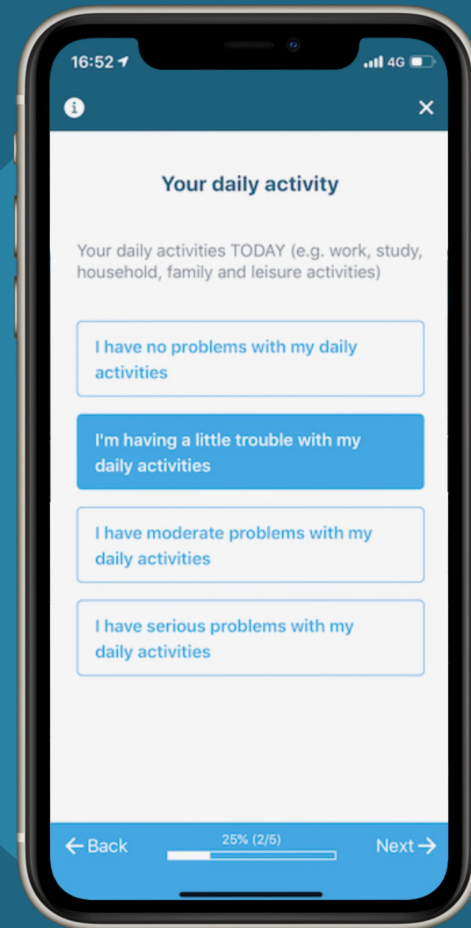 16:52
4G
Your daily activity
Your daily activities TODAY (e.g. work, study,
household, family and leisure activities)
I have no problems with my daily
activities
I'm having a little trouble with my
daily activities
I have moderate problems with my
daily activities
I have serious problems with my
daily activities
Back
25% (2/5)
Next